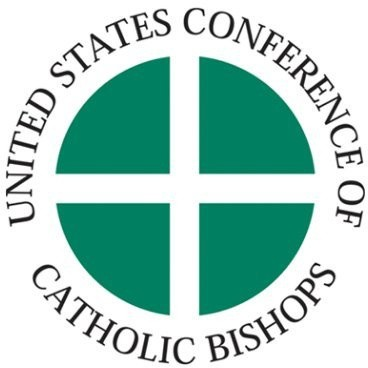 UNITED STATES CONFERENCE OF
CATHOLIC BISHOPS